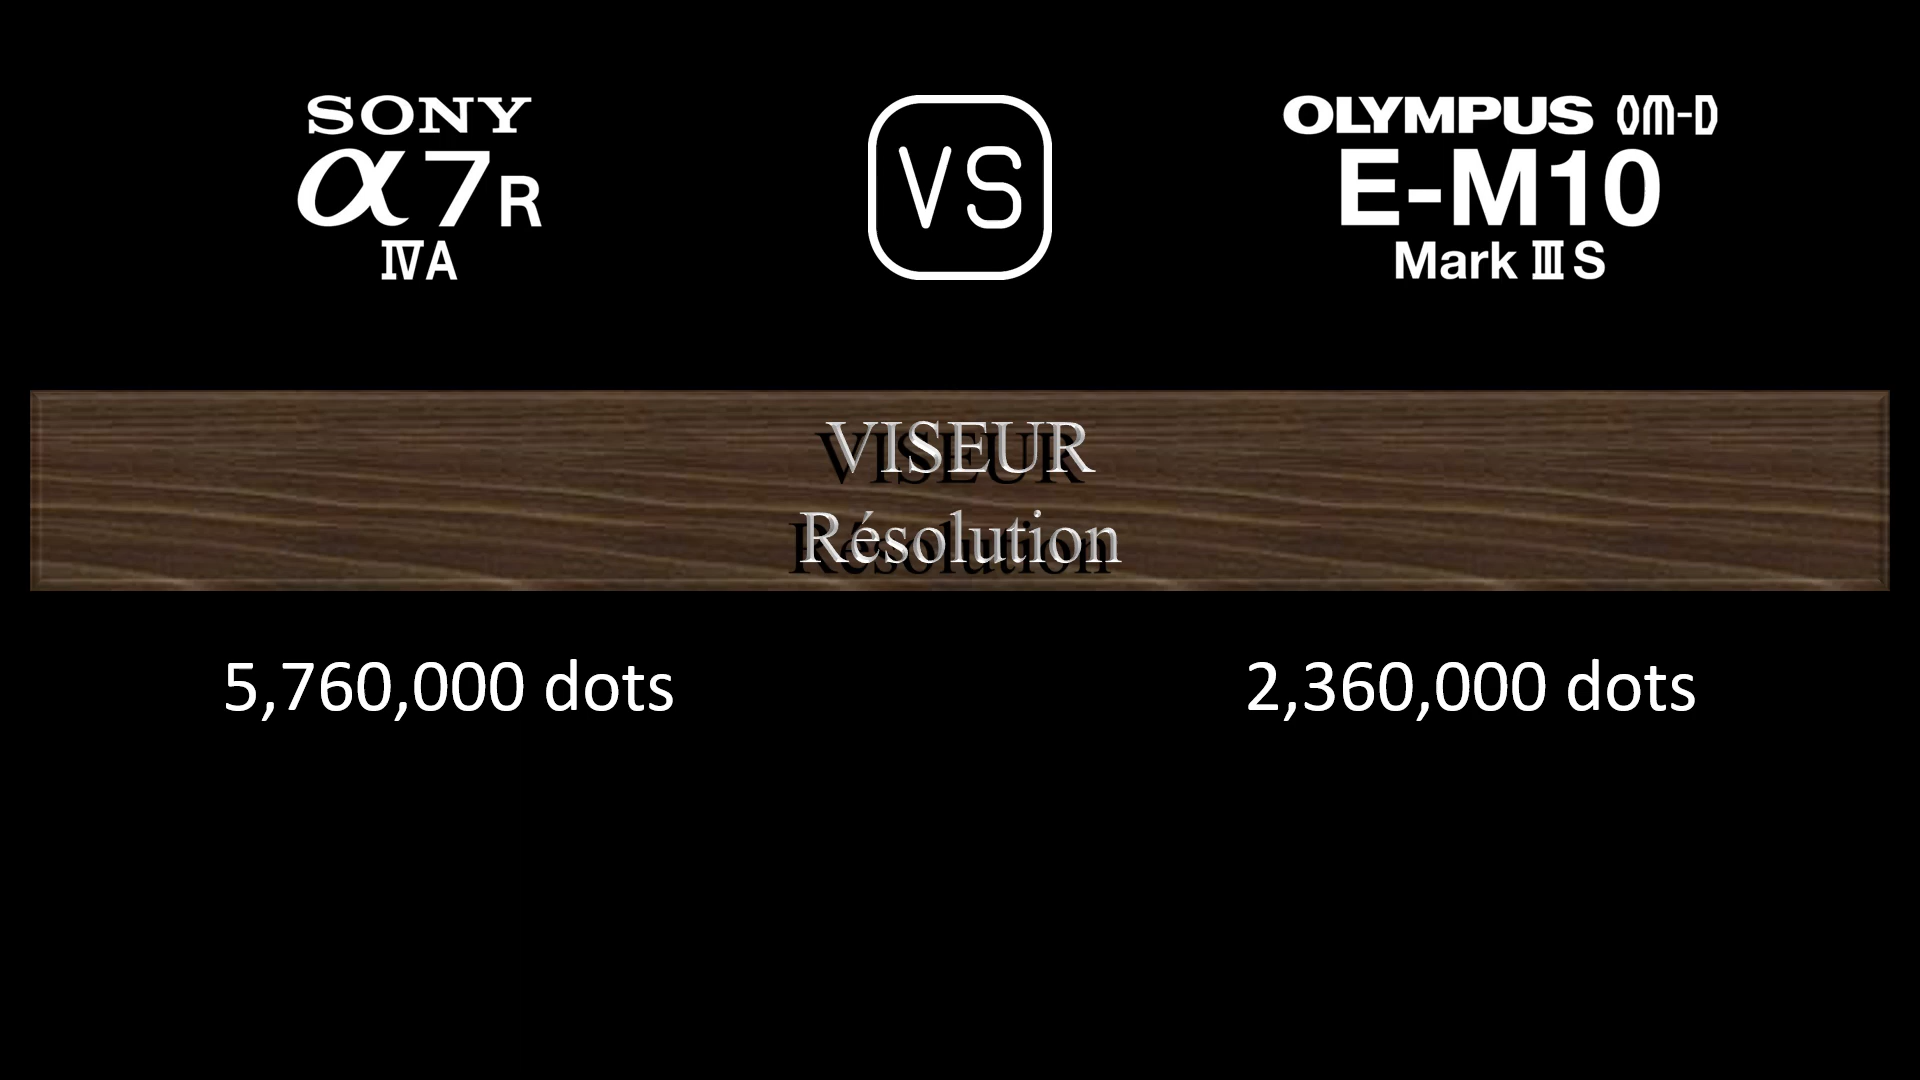 SONY
α7R
IVA
VS
OLYMPUS OM-D
E-M10
Mark III S
VISEUR
Résolution
5,760,000 dots
2,360,000 dots